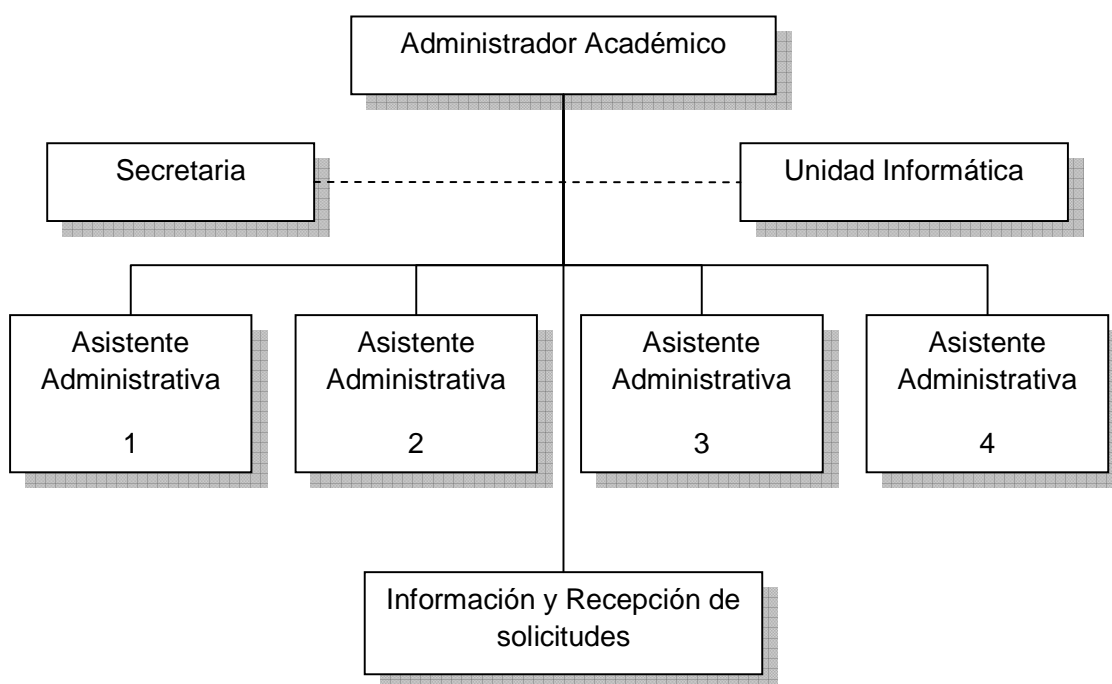 Administrador Académico
Secretaria
Unidad Informática
Asistente
Administrativa
1
Asistente
Administrativa
2
Asistente
Administrativa
3
Asistente
Administrativa
4
Información y Recepción de
solicitudes